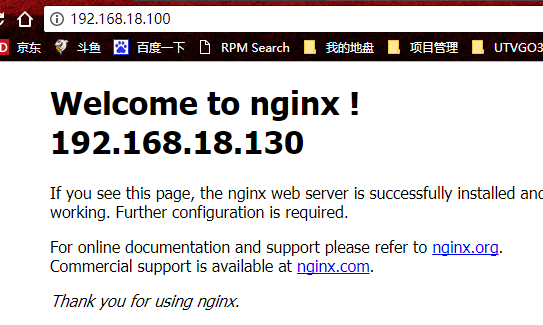 192.168.18.100
京东 斗鱼 百度一下 RPM Search 我的地盘 项目管理 UTVGO3
Welcome to nginx !
192.168.18.130
If you see this page, the nginx web server is successfully installed and
working. Further configuration is required.
For online documentation and support please refer to nginx.org.
Commercial support is available at nginx.com.
Thank you for using nginx.